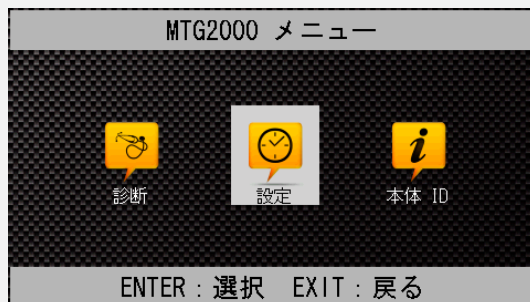 MTG2000 メニュー
診断 設定 本体 ID
ENTER：選択 EXIT：戻る